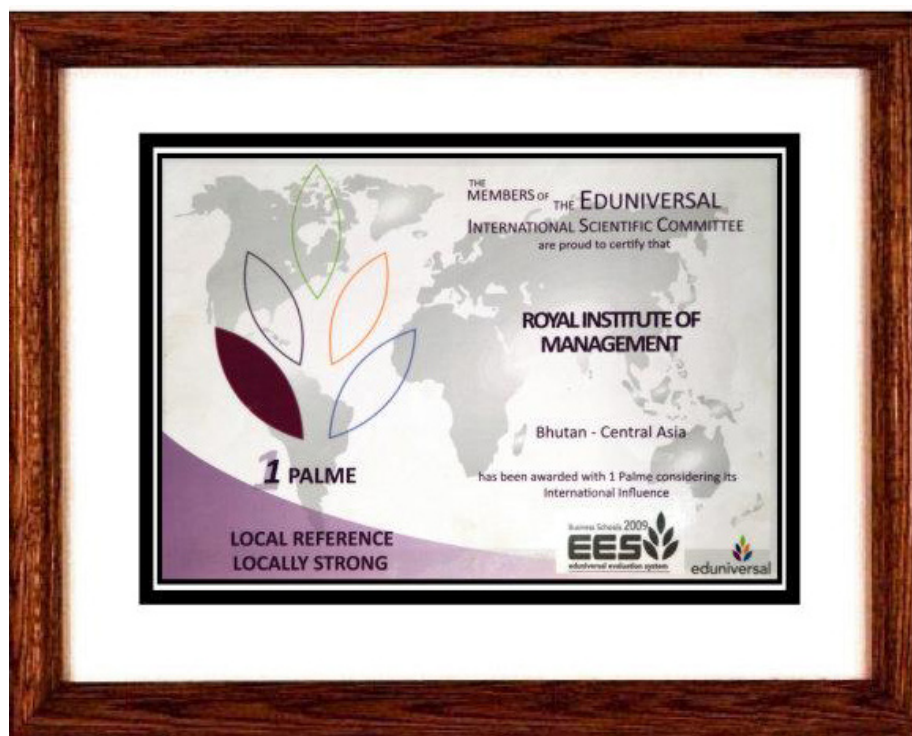 THE
MEMBERS OF THE EDUNIVERSAL
INTERNATIONAL SCIENTIFIC COMMITTEE
are proud to certify that
ROYAL INSTITUTE OF
MANAGEMENT
Bhutan - Central Asia
has been awarded with 1 Palme considering its
International Influence
1 PALME
LOCAL REFERENCE
LOCALLY STRONG
Business Schools 2009
EES
eduniversal evaluation system
eduniversal